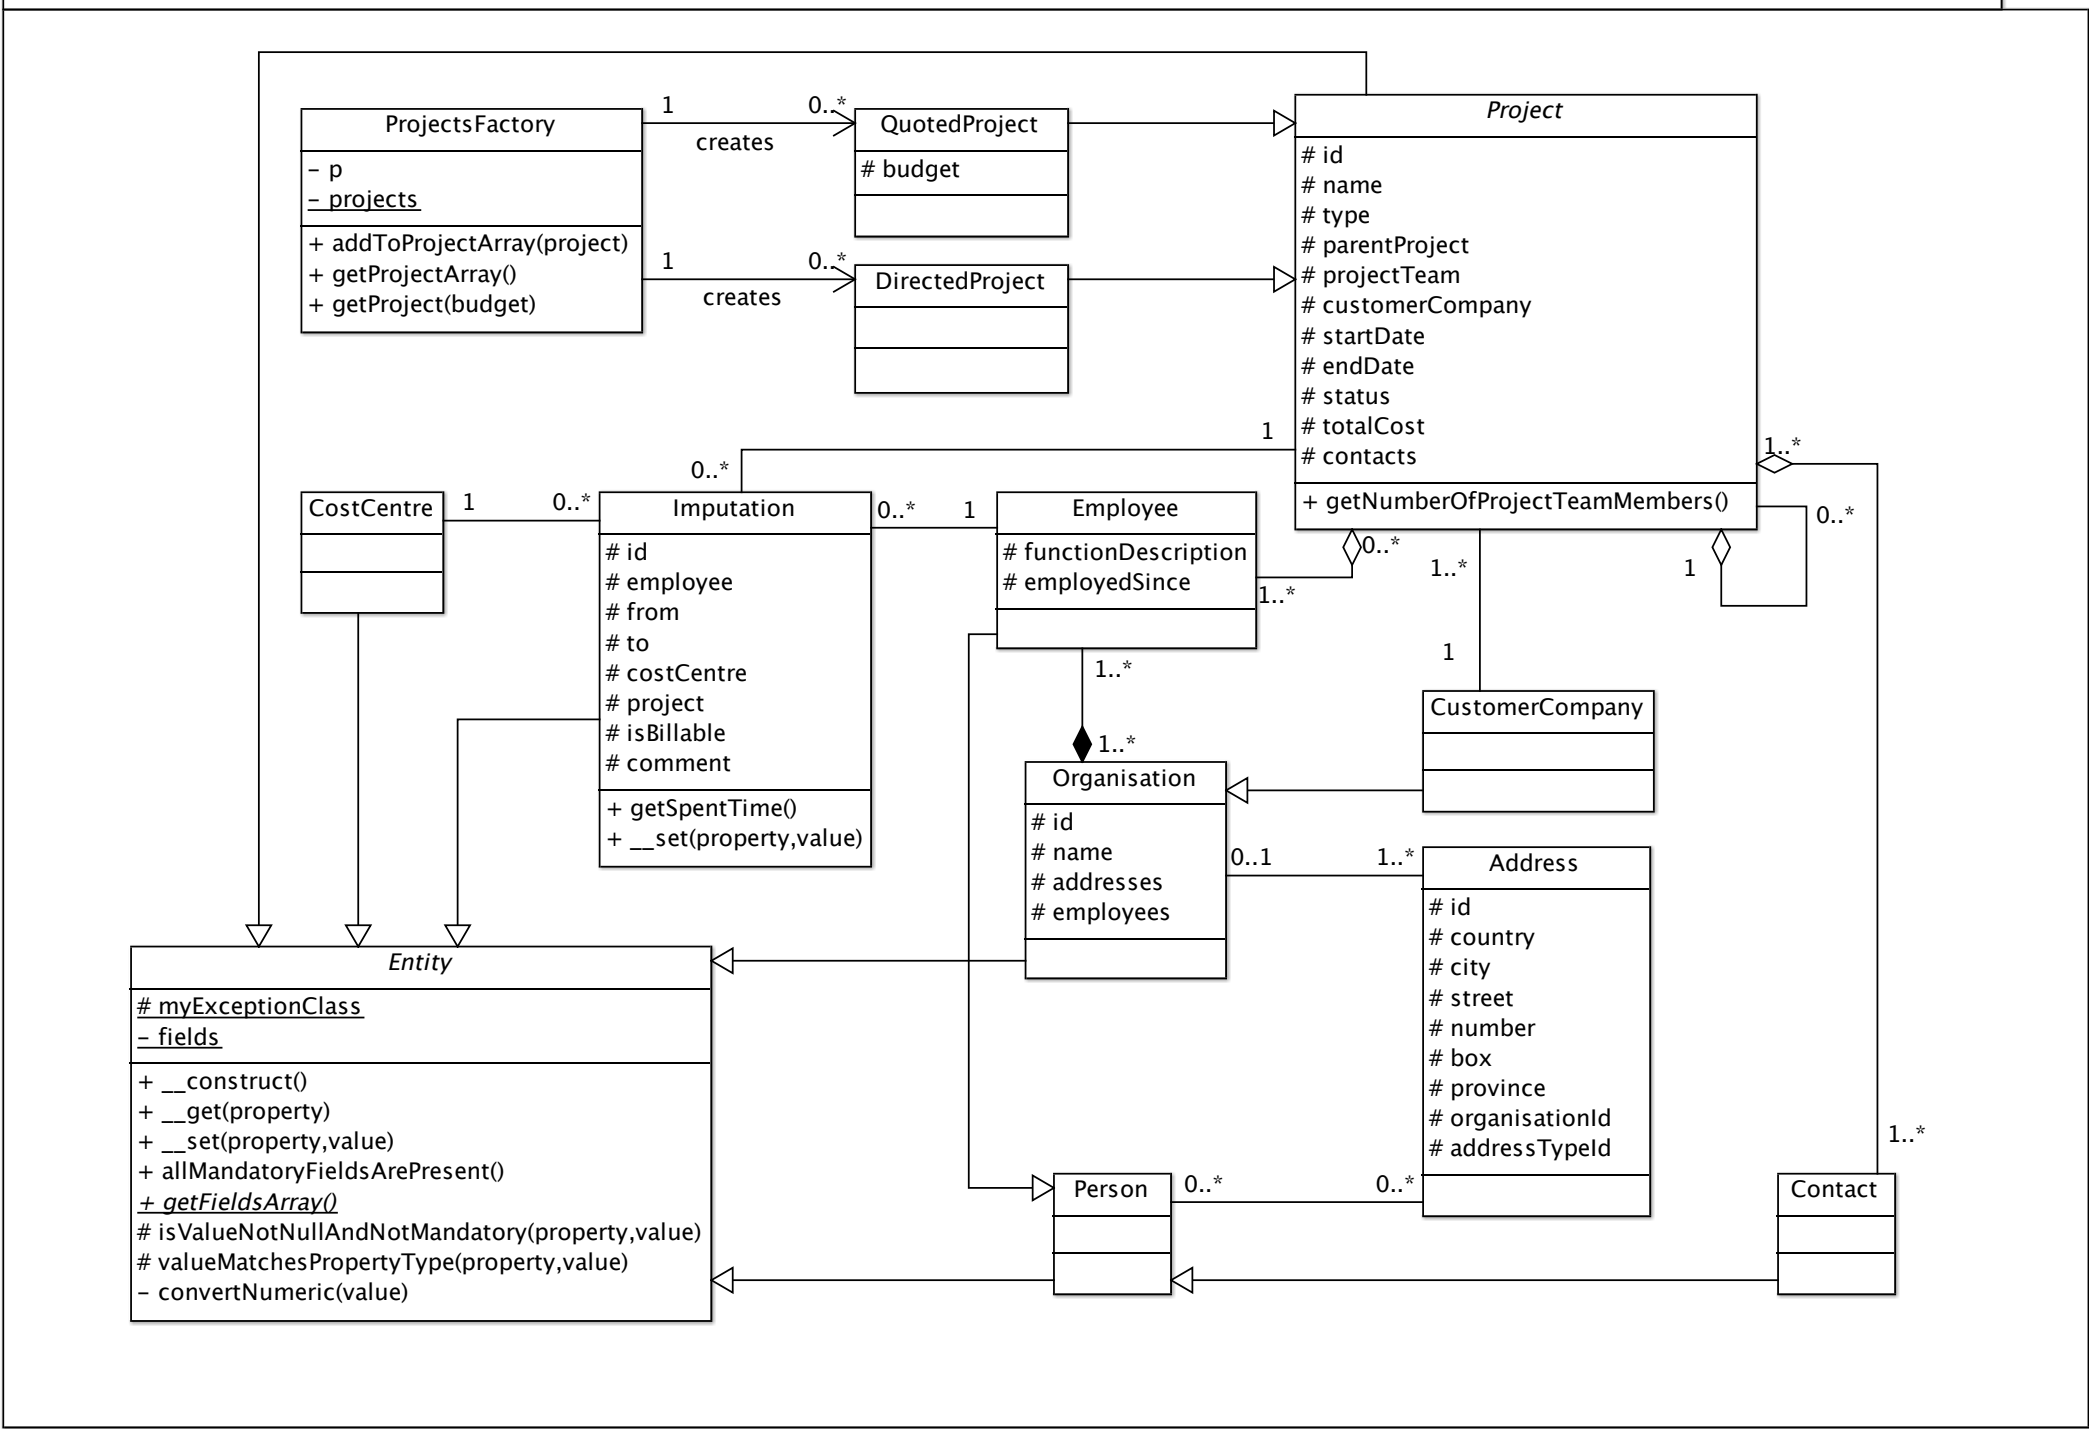 ProjectsFactory
- p
- projects
+ addToProjectArray(project)
+ getProjectArray()
+ getProject(budget)
1
0..*
creates
1
0..*
creates
QuotedProject
# budget
DirectedProject
Project
# id
# name
# type
# parentProject
# projectTeam
# customerCompany
# startDate
# endDate
# status
# totalCost
# contacts
+ getNumberOfProjectTeamMembers()
1
0..*
1..*
0..*
1
0..*
1..*
1..*
1
CostCentre
1
0..*
Imputation
# id
# employee
# from
# to
# costCentre
# project
# isBillable
# comment
+ getSpentTime()
+ __set(property,value)
0..*
1
Employee
# functionDescription
# employedSince
1..*
1..*
Organisation
# id
# name
# addresses
# employees
CustomerCompany
0..1
1..*
Address
# id
# country
# city
# street
# number
# box
# province
# organisationId
# addressTypeId
Entity
# myExceptionClass
- fields
+ __construct()
+ __get(property)
+ __set(property,value)
+ allMandatoryFieldsArePresent()
+ getFieldsArray()
# isValueNotNullAndNotMandatory(property,value)
# valueMatchesPropertyType(property,value)
- convertNumeric(value)
Person
0..*
0..*
1..*
Contact